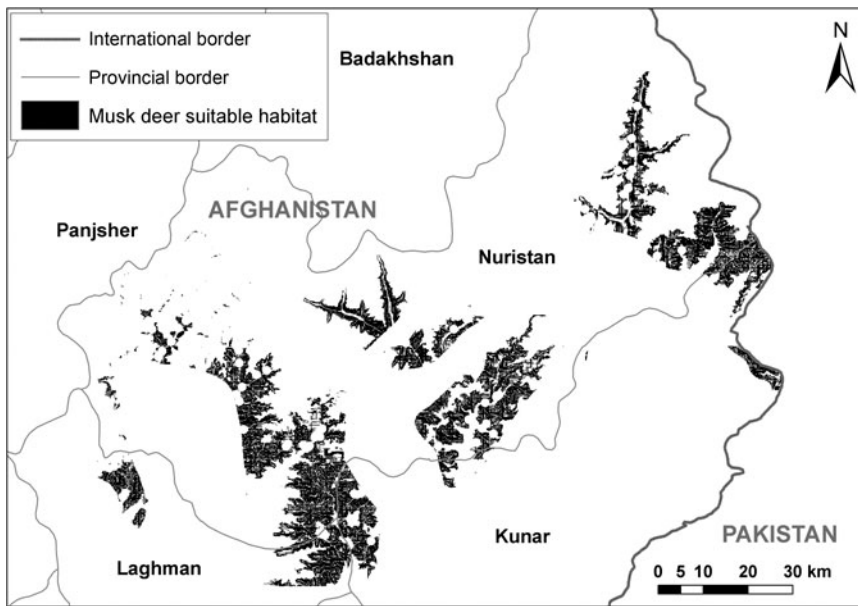 International border
Provincial border
Musk deer suitable habitat
Badakhshan
N
AFGHANISTAN
Panjsher
Nuristan
Kunar
PAKISTAN
Laghman
0 5 10 20 30 km